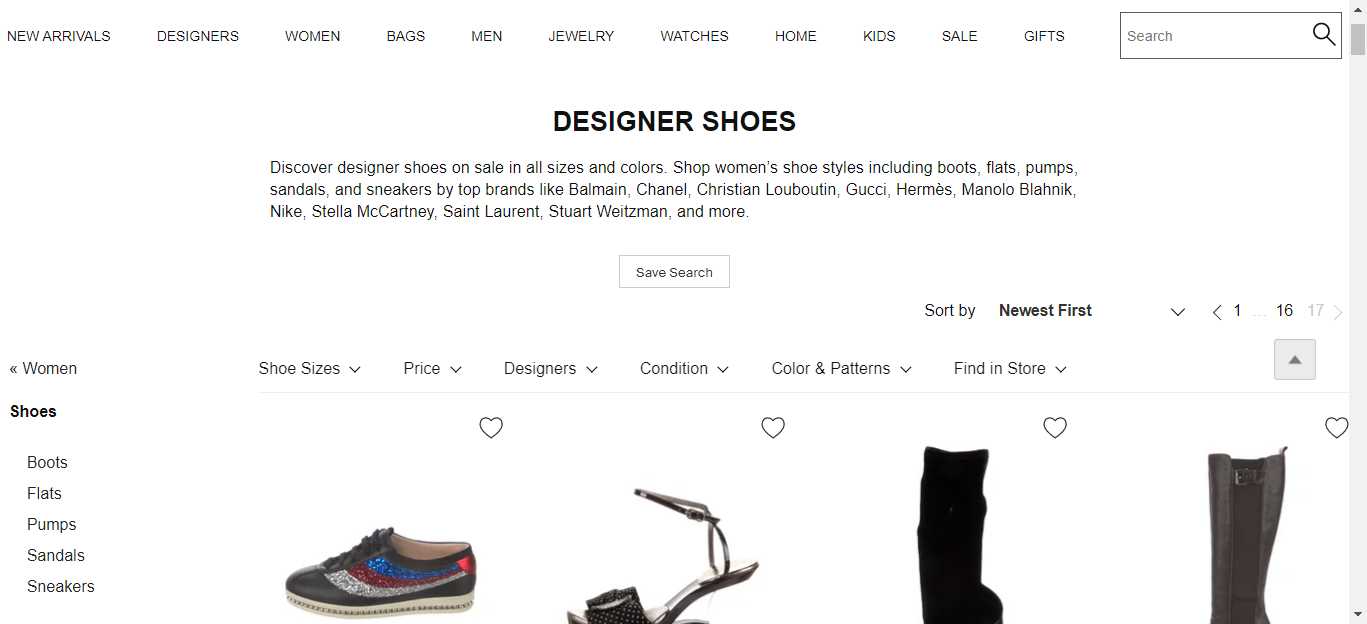 NEW ARRIVALS DESIGNERS WOMEN BAGS MEN JEWELRY WATCHES HOME KIDS SALE GIFTS Search
DESIGNER SHOES
Discover designer shoes on sale in all sizes and colors. Shop women’s shoe styles including boots, flats, pumps,
sandals, and sneakers by top brands like Balmain, Chanel, Christian Louboutin, Gucci, Hermès, Manolo Blahnik,
Nike, Stella McCartney, Saint Laurent, Stuart Weitzman, and more.
Save Search
Sort by Newest First 1 ... 16 17
« Women Shoe Sizes Price Designers Condition Color & Patterns Find in Store
Shoes
Boots
Flats
Pumps
Sandals
Sneakers